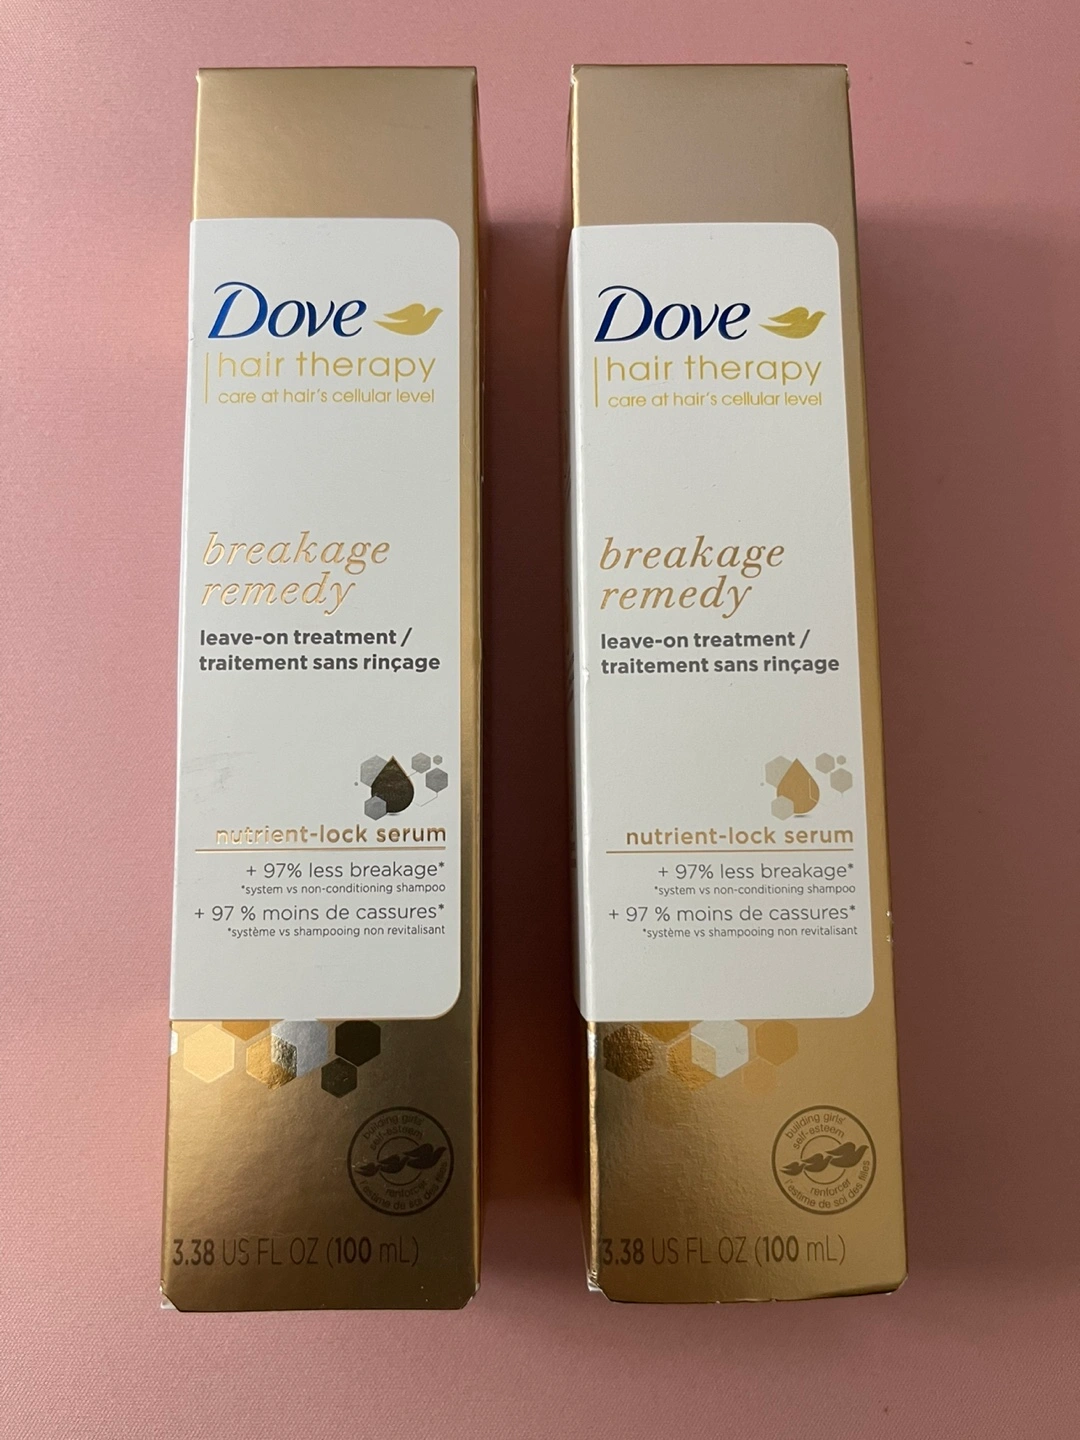 Dove
hair therapy
care at hair's cellular level
breakage
remedy
leave-on treatment /
traitement sans rinçage
nutrient-lock serum
+ 97% less breakage*
*system vs non-conditioning shampoo
+ 97 % moins de cassures*
*système vs shampooing non revitalisant
building girls'
self-esteem
renforcer
l'estime de soi des filles
3.38 US FL OZ (100 mL)
Dove
hair therapy
care at hair's cellular level
breakage
remedy
leave-on treatment /
traitement sans rinçage
nutrient-lock serum
+ 97% less breakage*
*system vs non-conditioning shampoo
+ 97 % moins de cassures*
*système vs shampooing non revitalisant
building girls'
self-esteem
renforcer
l'estime de soi des filles
3.38 US FL OZ (100 mL)